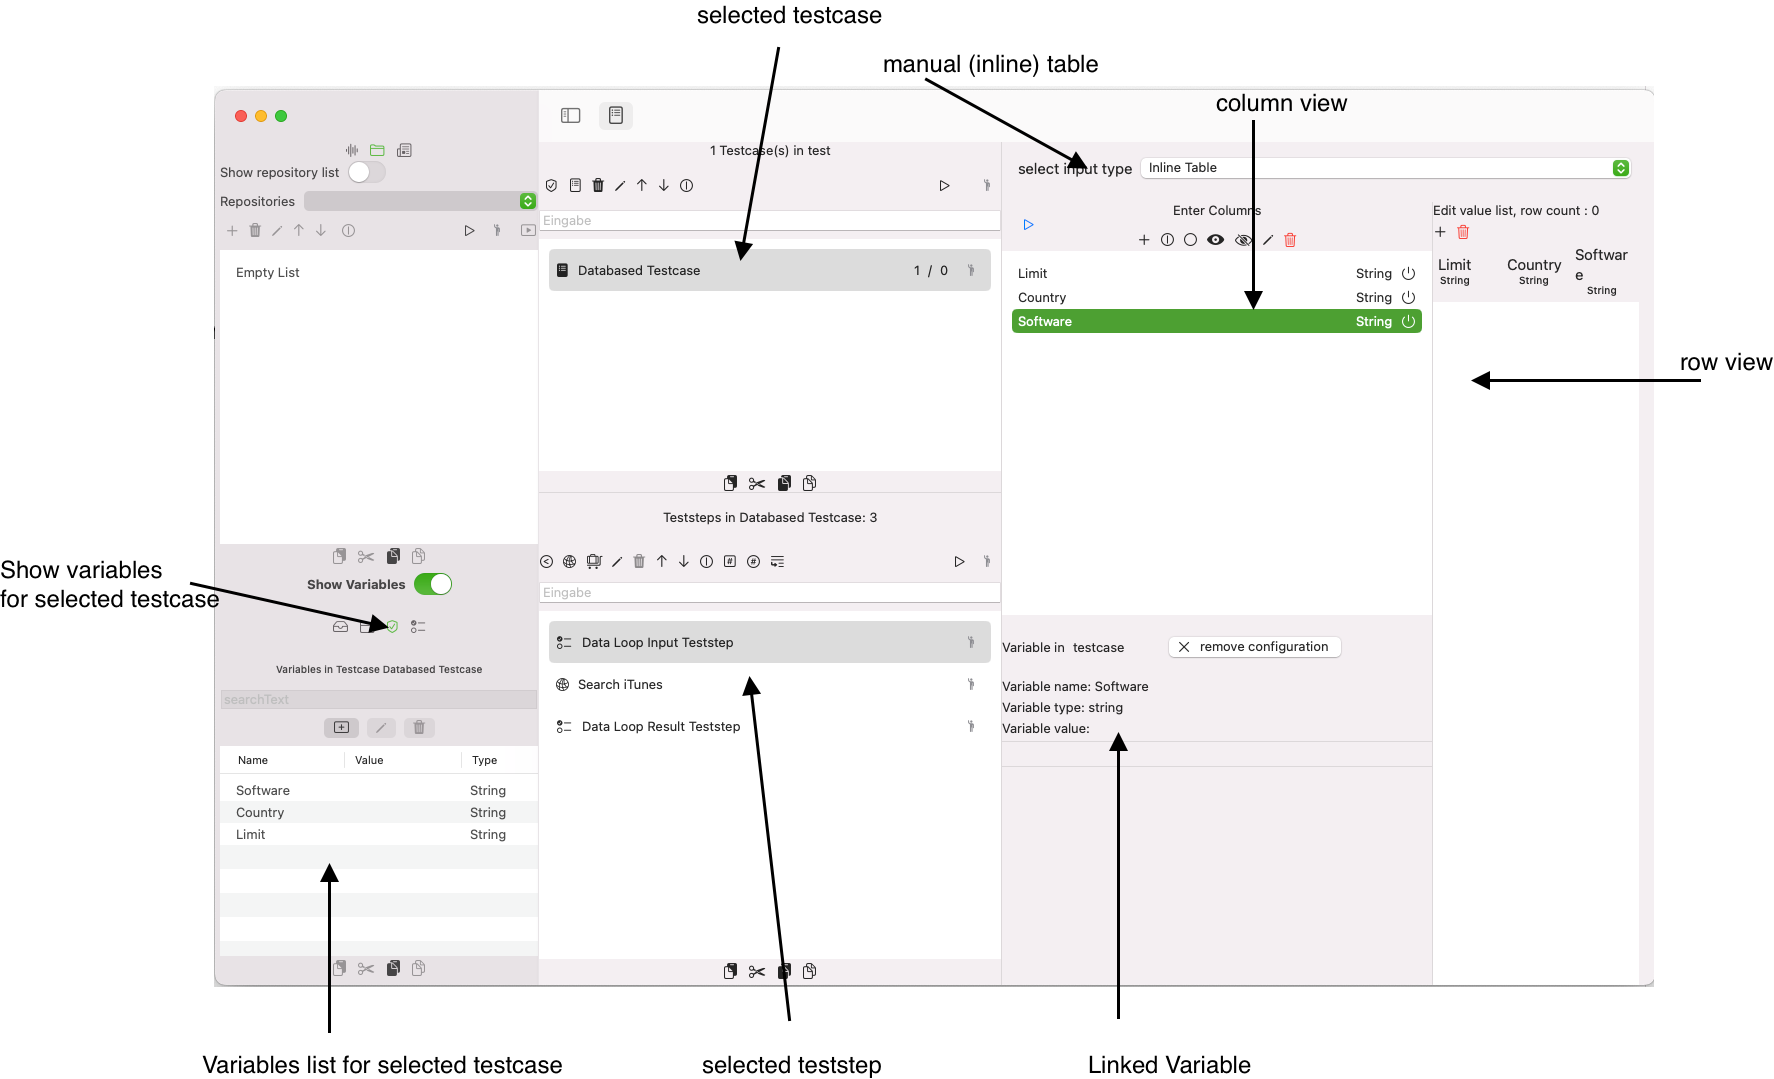 selected testcase
manual (inline) table
column view
row view
Show variables
for selected testcase
Show repository list
Repositories
Empty List
Show Variables
Variables in Testcase Databased Testcase
searchText
Name Value Type
Software String
Country String
Limit String
1 Testcase(s) in test
Eingabe
Databased Testcase 1 / 0
Teststeps in Databased Testcase: 3
Eingabe
Data Loop Input Teststep
Search iTunes
Data Loop Result Teststep
select input type Inline Table
Enter Columns
Limit String
Country String
Software String
Variable in testcase remove configuration
Variable name: Software
Variable type: string
Variable value:
Edit value list, row count : 0
Limit
String
Country
String
Softwar
e
String
Variables list for selected testcase
selected teststep
Linked Variable